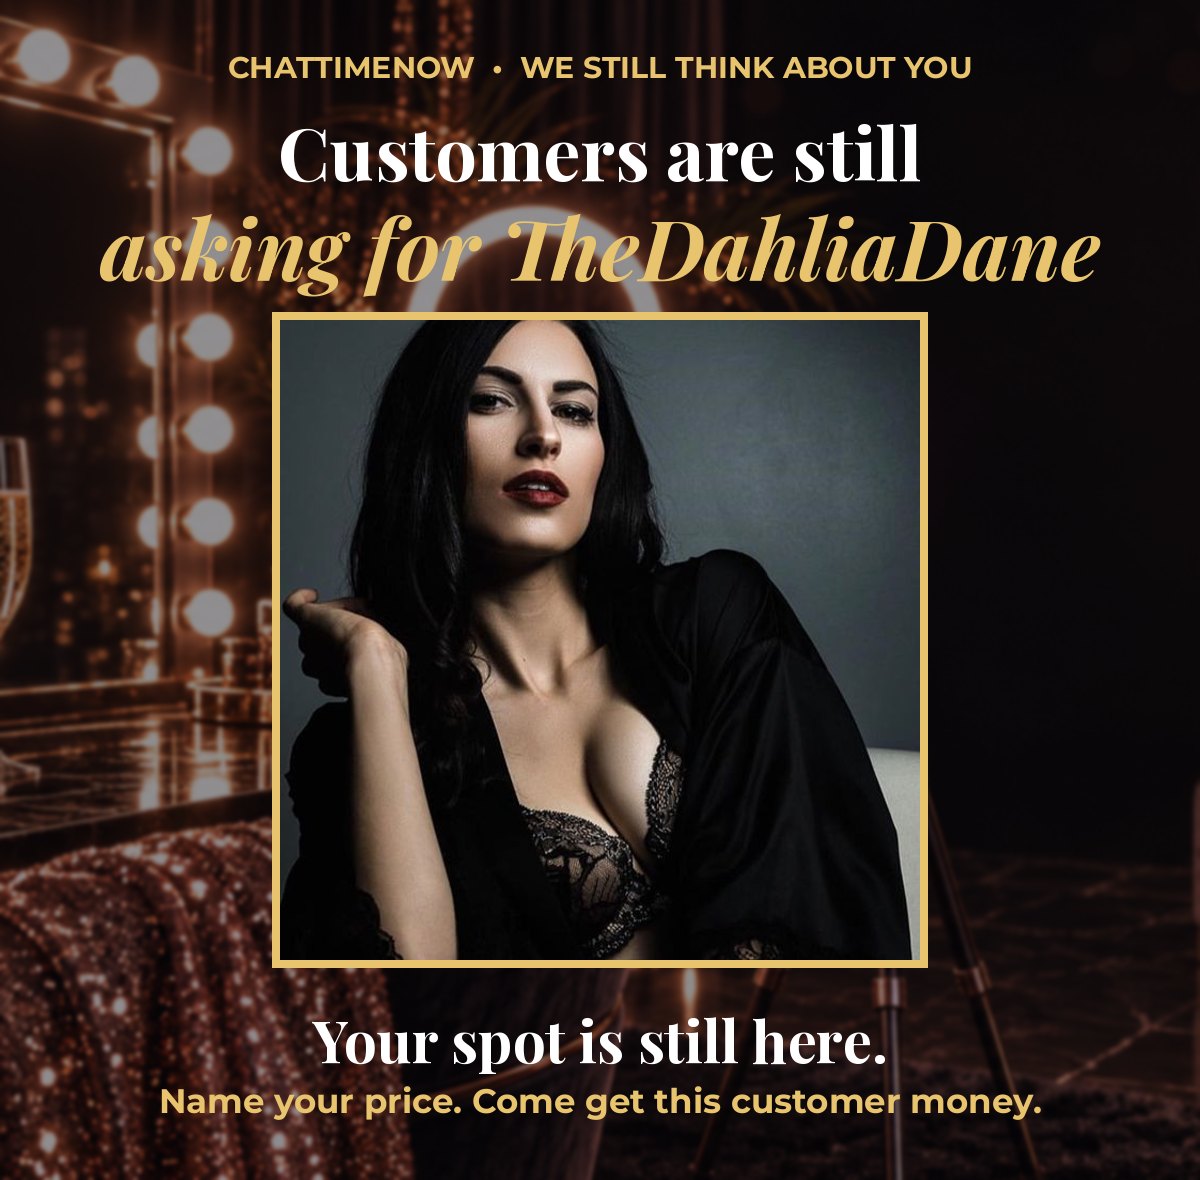 CHATTIMENOW • WE STILL THINK ABOUT YOU
Customers are still
asking for TheDahliaDane
Your spot is still here.
Name your price. Come get this customer money.